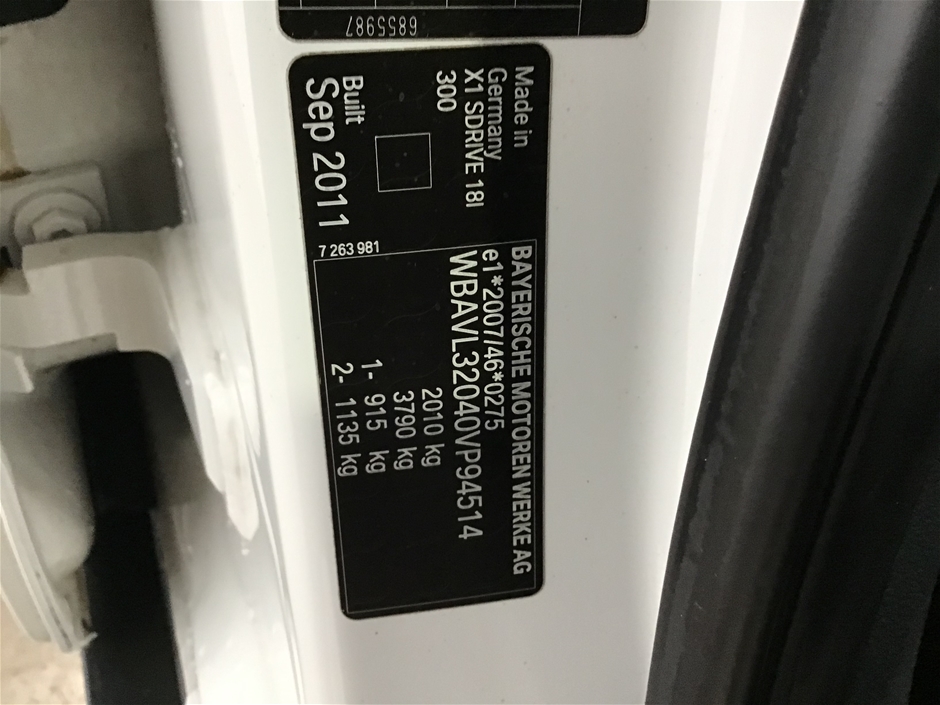 6855987
Made in
Germany
X1 SDRIVE 18I
300
Built
Sep 2011
BAYERISCHE MOTOREN WERKE AG
e1*2007/46*0275
WBAVL32040VP94514
2010 kg
3790 kg
1- 915 kg
2- 1135 kg
7 263 981